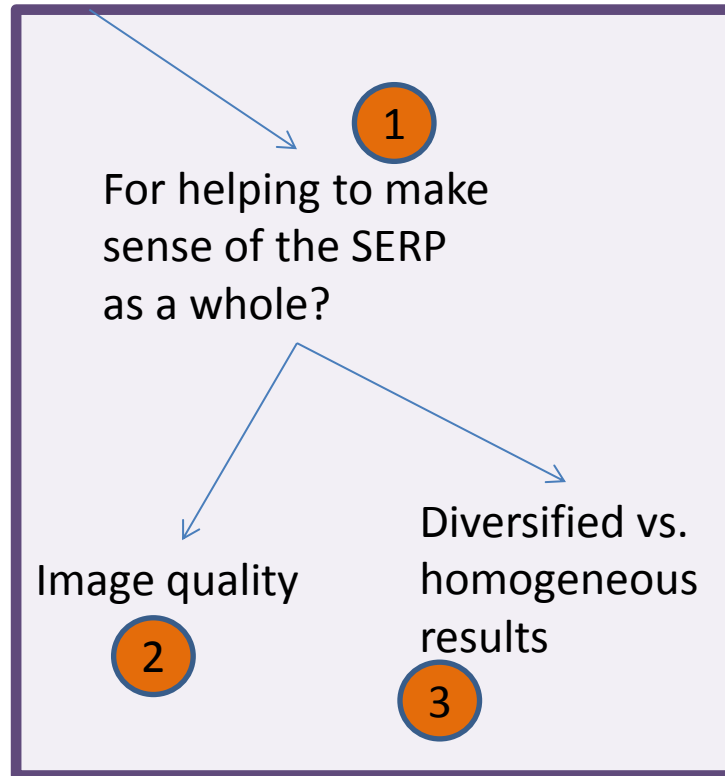 1
For helping to make
sense of the SERP
as a whole?
Image quality
2
Diversified vs.
homogeneous
results
3